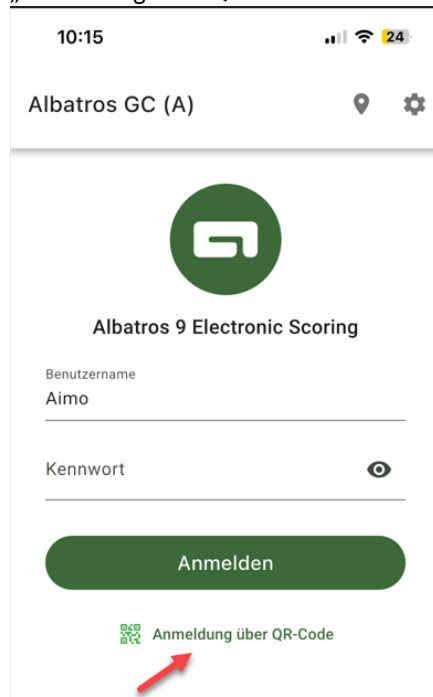 10:15
24
Albatros GC (A)
Albatros 9 Electronic Scoring
Benutzername
Aimo
Kennwort
Anmelden
Anmeldung über QR-Code